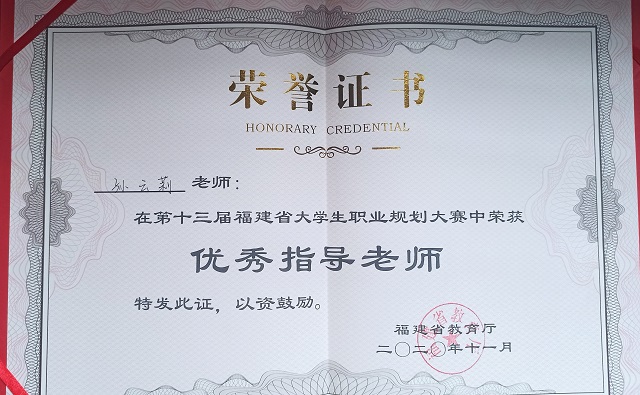 荣誉证书
HONORARY CREDENTIAL
孙云莉 老师：
在第十三届福建省大学生职业规划大赛中荣获
优秀指导老师
特发此证，以资鼓励。
福建省教育厅
二〇二〇年十一月